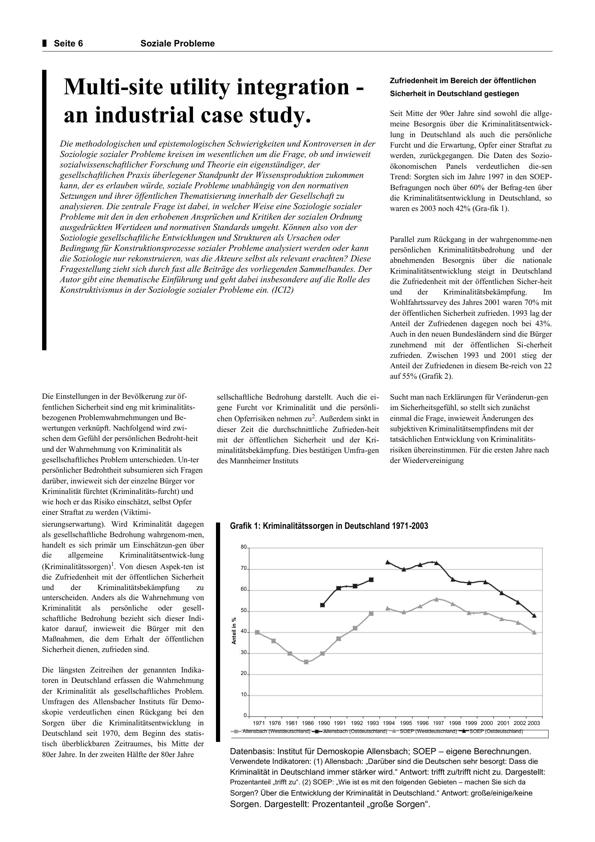 Seite 6 Soziale Probleme
Multi-site utility integration -
an industrial case study.
Die methodologischen und epistemologischen Schwierigkeiten und Kontroversen in der
Soziologie sozialer Probleme kreisen im wesentlichen um die Frage, ob und inwieweit
sozialwissenschaftlicher Forschung und Theorie ein eigenständiger, der
gesellschaftlichen Praxis überlegener Standpunkt der Wissensproduktion zukommen
kann, der es erlauben würde, soziale Probleme unabhängig von den normativen
Setzungen und ihrer öffentlichen Thematisierung innerhalb der Gesellschaft zu
analysieren. Die zentrale Frage ist dabei, in welcher Weise eine Soziologie sozialer
Probleme mit den in den erhobenen Ansprüchen und Kritiken der sozialen Ordnung
ausgedrückten Wertideen und normativen Standards umgeht. Können also von der
Soziologie gesellschaftliche Entwicklungen und Strukturen als Ursachen oder
Bedingung für Konstruktionsprozesse sozialer Probleme analysiert werden oder kann
die Soziologie nur rekonstruieren, was die Akteure selbst als relevant erachten? Diese
Fragestellung zieht sich durch fast alle Beiträge des vorliegenden Sammelbandes. Der
Autor gibt eine thematische Einführung und geht dabei insbesondere auf die Rolle des
Konstruktivismus in der Soziologie sozialer Probleme ein. (ICI2)
Zufriedenheit im Bereich der öffentlichen
Sicherheit in Deutschland gestiegen
Seit Mitte der 90er Jahre sind sowohl die allge-
meine Besorgnis über die Kriminalitätsentwick-
lung in Deutschland als auch die persönliche
Furcht und die Erwartung, Opfer einer Straftat zu
werden, zurückgegangen. Die Daten des Sozio-
ökonomischen Panels verdeutlichen die-sen
Trend: Sorgten sich im Jahre 1997 in den SOEP-
Befragungen noch über 60% der Befrag-ten über
die Kriminalitätsentwicklung in Deutschland, so
waren es 2003 noch 42% (Gra-fik 1).
Parallel zum Rückgang in der wahrgenomme-nen
persönlichen Kriminalitätsbedrohung und der
abnehmenden Besorgnis über die nationale
Kriminalitätsentwicklung steigt in Deutschland
die Zufriedenheit mit der öffentlichen Sicher-heit
und der Kriminalitätsbekämpfung. Im
Wohlfahrtssurvey des Jahres 2001 waren 70% mit
der öffentlichen Sicherheit zufrieden. 1993 lag der
Anteil der Zufriedenen dagegen noch bei 43%.
Auch in den neuen Bundesländern sind die Bürger
zunehmend mit der öffentlichen Si-cherheit
zufrieden. Zwischen 1993 und 2001 stieg der
Anteil der Zufriedenen in diesem Be-reich von 22
auf 55% (Grafik 2).
Die Einstellungen in der Bevölkerung zur öf-
fentlichen Sicherheit sind eng mit kriminalitäts-
bezogenen Problemwahrnehmungen und Be-
wertungen verknüpft. Nachfolgend wird zwi-
schen dem Gefühl der persönlichen Bedroht-heit
und der Wahrnehmung von Kriminalität als
gesellschaftliches Problem unterschieden. Un-ter
persönlicher Bedrohtheit subsumieren sich Fragen
darüber, inwieweit sich der einzelne Bürger vor
Kriminalität fürchtet (Kriminalitäts-furcht) und
wie hoch er das Risiko einschätzt, selbst Opfer
einer Straftat zu werden (Viktimi-
sierungserwartung). Wird Kriminalität dagegen
als gesellschaftliche Bedrohung wahrgenom-men,
handelt es sich primär um Einschätzun-gen über
die allgemeine Kriminalitätsentwick-lung
(Kriminalitätssorgen)1. Von diesen Aspek-ten ist
die Zufriedenheit mit der öffentlichen Sicherheit
und der Kriminalitätsbekämpfung zu
unterscheiden. Anders als die Wahrnehmung von
Kriminalität als persönliche oder gesell-
schaftliche Bedrohung bezieht sich dieser Indi-
kator darauf, inwieweit die Bürger mit den
Maßnahmen, die dem Erhalt der öffentlichen
Sicherheit dienen, zufrieden sind.
Die längsten Zeitreihen der genannten Indika-
toren in Deutschland erfassen die Wahrnehmung
der Kriminalität als gesellschaftliches Problem.
Umfragen des Allensbacher Instituts für Demo-
skopie verdeutlichen einen Rückgang bei den
Sorgen über die Kriminalitätsentwicklung in
Deutschland seit 1970, dem Beginn des statis-
tisch überblickbaren Zeitraumes, bis Mitte der
80er Jahre. In der zweiten Hälfte der 80er Jahre
sellschaftliche Bedrohung darstellt. Auch die ei-
gene Furcht vor Kriminalität und die persönli-
chen Opferrisiken nehmen zu2. Außerdem sinkt in
dieser Zeit die durchschnittliche Zufrieden-heit
mit der öffentlichen Sicherheit und der Kri-
minalitätsbekämpfung. Dies bestätigen Umfra-gen
des Mannheimer Instituts
Sucht man nach Erklärungen für Veränderun-gen
im Sicherheitsgefühl, so stellt sich zunächst
einmal die Frage, inwieweit Änderungen des
subjektiven Kriminalitätsempfindens mit der
tatsächlichen Entwicklung von Kriminalitäts-
risiken übereinstimmen. Für die ersten Jahre nach
der Wiedervereinigung
Grafik 1: Kriminalitätssorgen in Deutschland 1971-2003
Anteil in %
80
70
60
50
40
30
20
10
0
1971 1976 1981 1986 1990 1991 1992 1993 1994 1995 1996 1997 1998 1999 2000 2001 2002 2003
Allensbach (Westdeutschland) Allensbach (Ostdeutschland) SOEP (Westdeutschland) SOEP (Ostdeutschland)
Datenbasis: Institut für Demoskopie Allensbach; SOEP – eigene Berechnungen.
Verwendete Indikatoren: (1) Allensbach: „Darüber sind die Deutschen sehr besorgt: Dass die
Kriminalität in Deutschland immer stärker wird.“ Antwort: trifft zu/trifft nicht zu. Dargestellt:
Prozentanteil „trifft zu“. (2) SOEP: „Wie ist es mit den folgenden Gebieten – machen Sie sich da
Sorgen? Über die Entwicklung der Kriminalität in Deutschland.“ Antwort: große/einige/keine
Sorgen. Dargestellt: Prozentanteil „große Sorgen“.